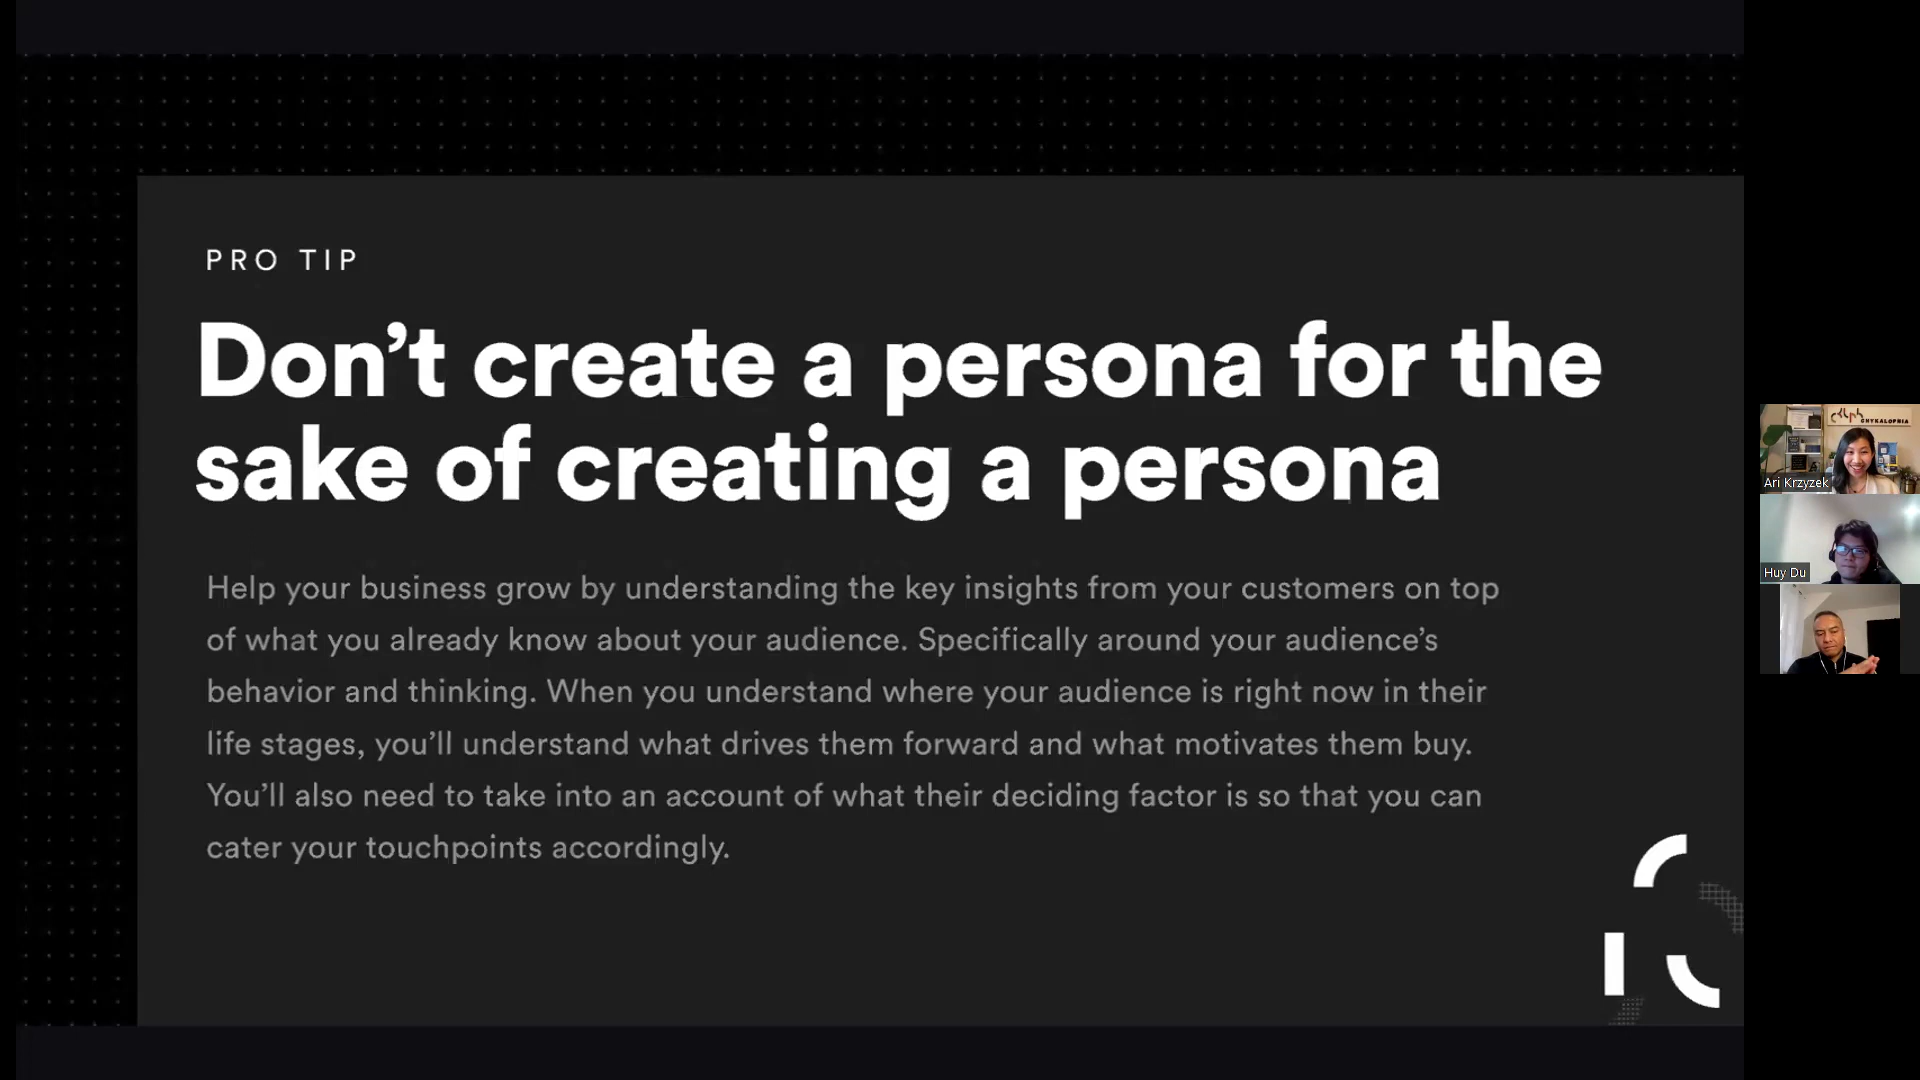 PRO TIP
Don’t create a persona for the
sake of creating a persona
Help your business grow by understanding the key insights from your customers on top
of what you already know about your audience. Specifically around your audience’s
behavior and thinking. When you understand where your audience is right now in their
life stages, you’ll understand what drives them forward and what motivates them buy.
You’ll also need to take into an account of what their deciding factor is so that you can
cater your touchpoints accordingly.
CHYKALOPHIA
Ari Krzyzek
Huy Du